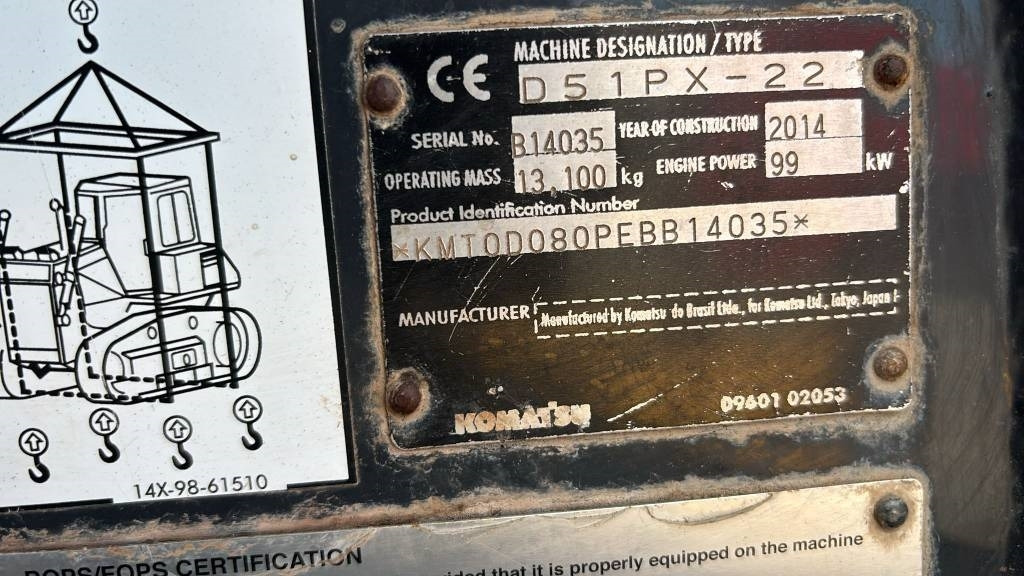 14X-98-61510
CE
MACHINE DESIGNATION / TYPE
D51PX-22
SERIAL No. B14035 YEAR OF CONSTRUCTION 2014
OPERATING MASS 13,100 kg ENGINE POWER 99 kW
Product Identification Number
*KMT0D080PEBB14035*
MANUFACTURER Manufactured by Komatsu do Brasil Ltda., for Komatsu Ltd., Tokyo, Japan
KOMATSU 09601 02053
ROPS/FOPS CERTIFICATION
that it is properly equipped on the machine